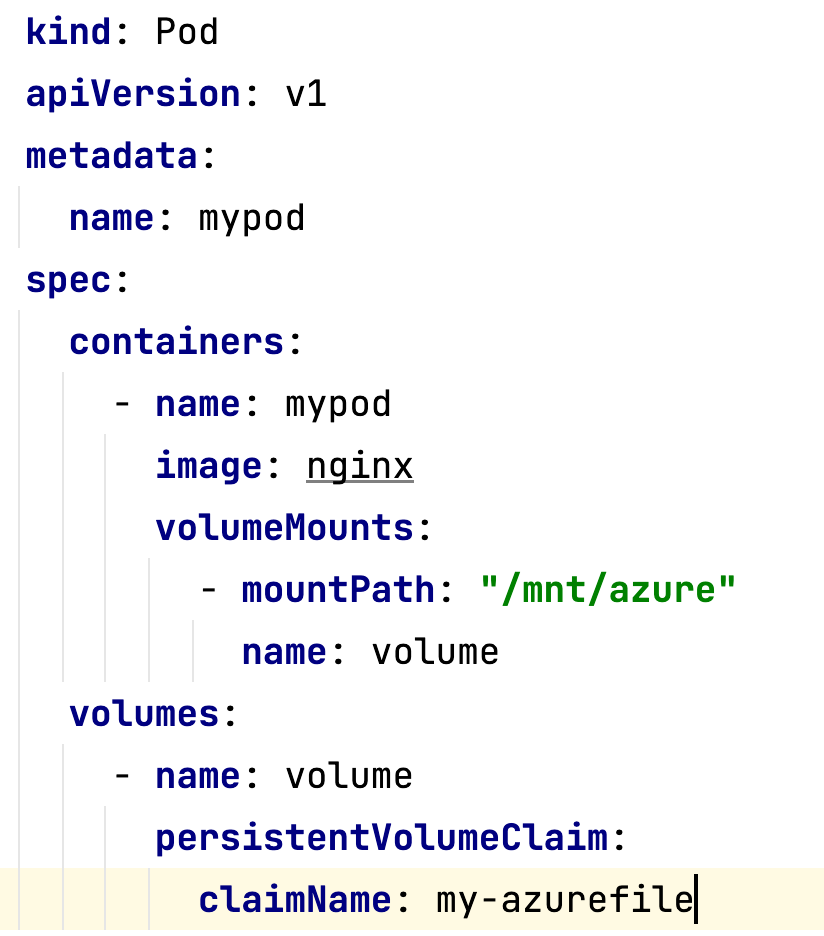 kind: Pod
apiVersion: v1
metadata:
  name: mypod
spec:
  containers:
    - name: mypod
      image: nginx
      volumeMounts:
        - mountPath: "/mnt/azure"
          name: volume
  volumes:
    - name: volume
      persistentVolumeClaim:
        claimName: my-azurefile